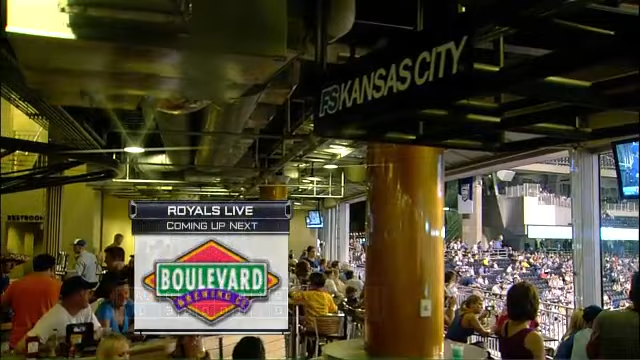 FS KANSAS CITY
RESTROOM
ROYALS LIVE
COMING UP NEXT
BOULEVARD
BREWING CO.